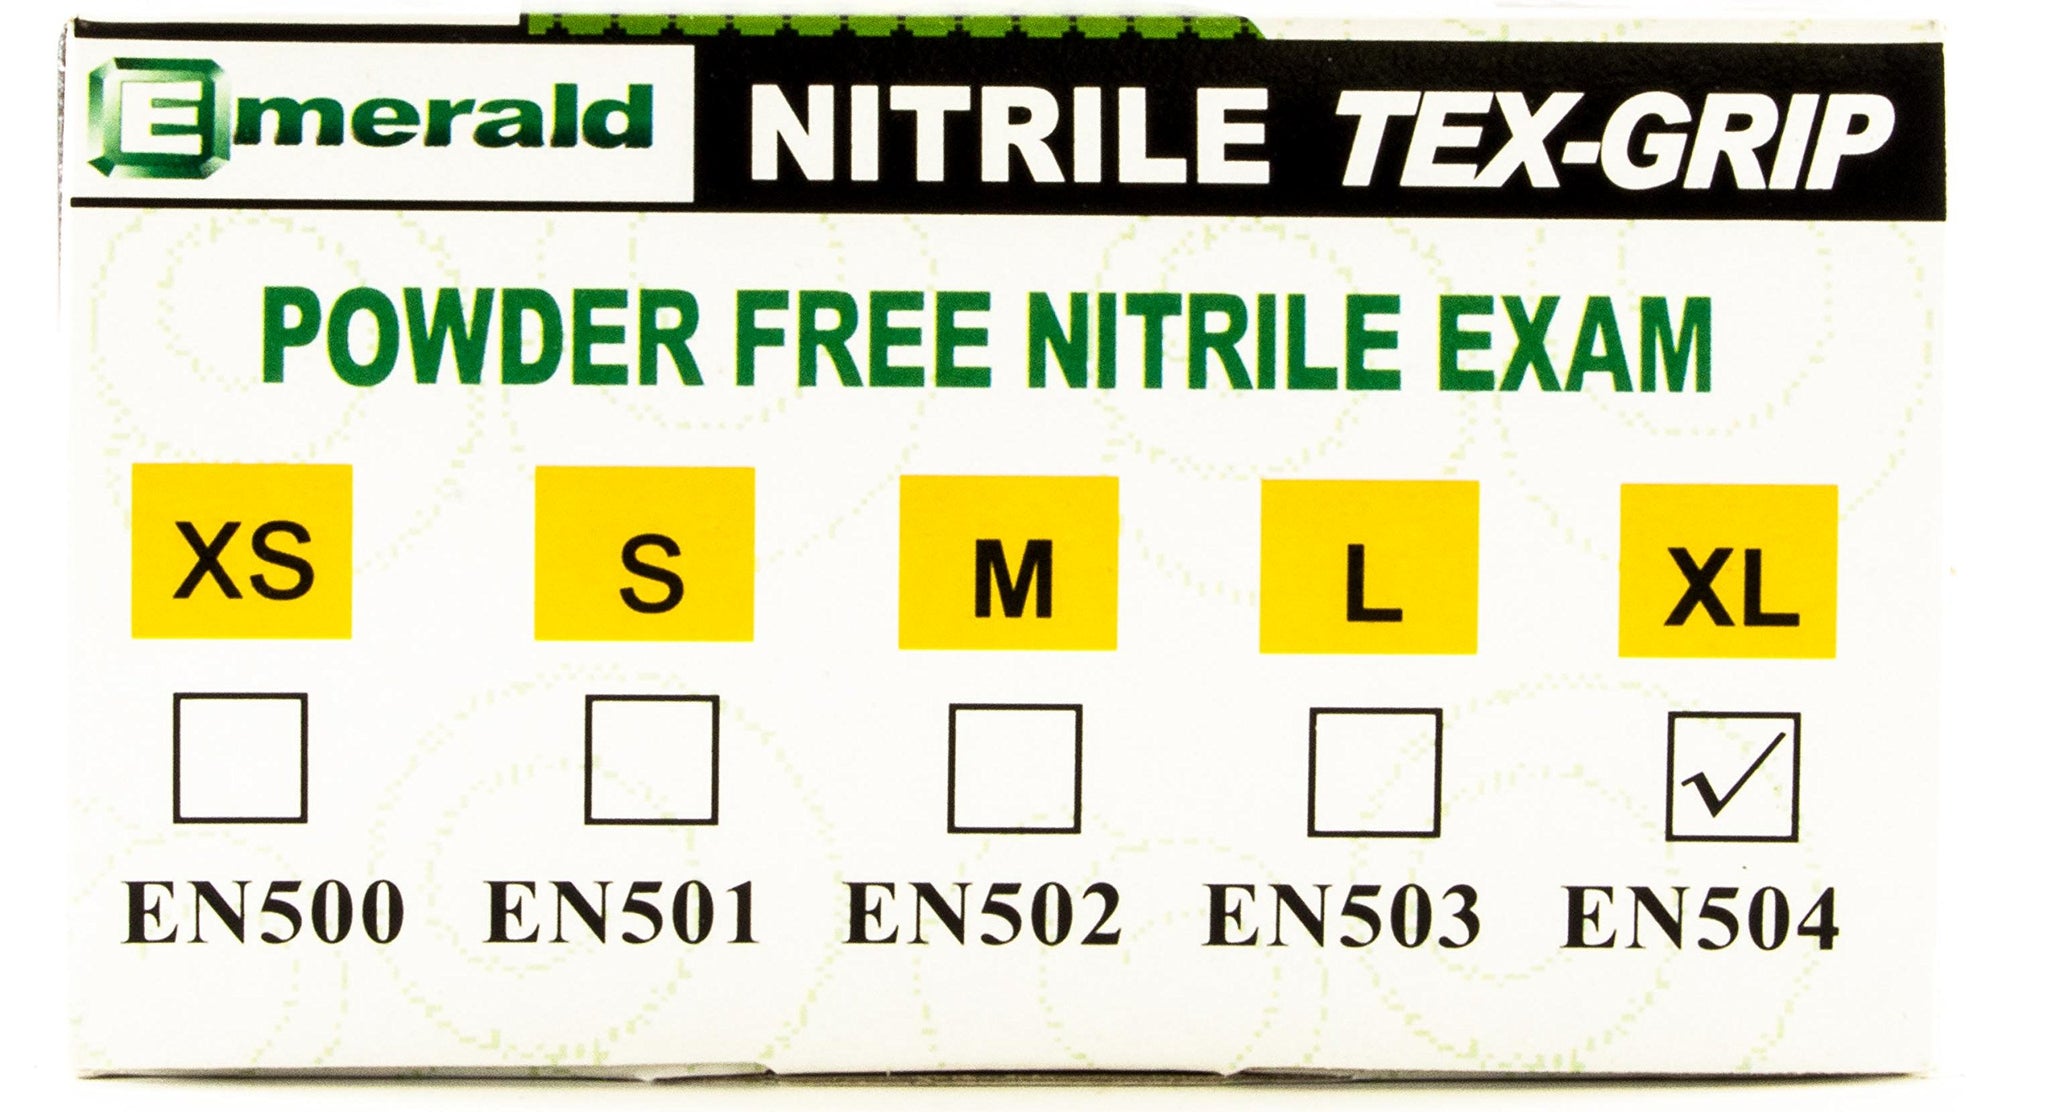 Emerald NITRILE TEX-GRIP
POWDER FREE NITRILE EXAM
XS S M L XL
EN500 EN501 EN502 EN503 EN504